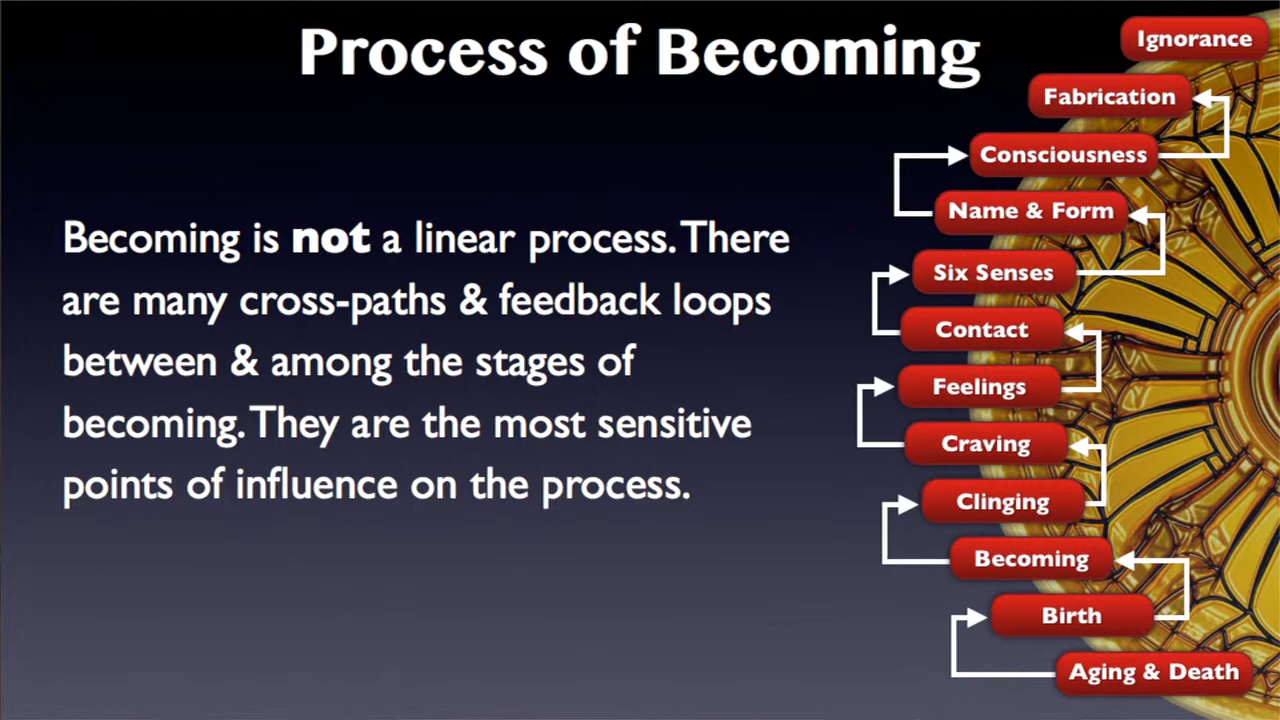 Process of Becoming
Becoming is not a linear process. There
are many cross-paths & feedback loops
between & among the stages of
becoming. They are the most sensitive
points of influence on the process.
Ignorance
Fabrication
Consciousness
Name & Form
Six Senses
Contact
Feelings
Craving
Clinging
Becoming
Birth
Aging & Death